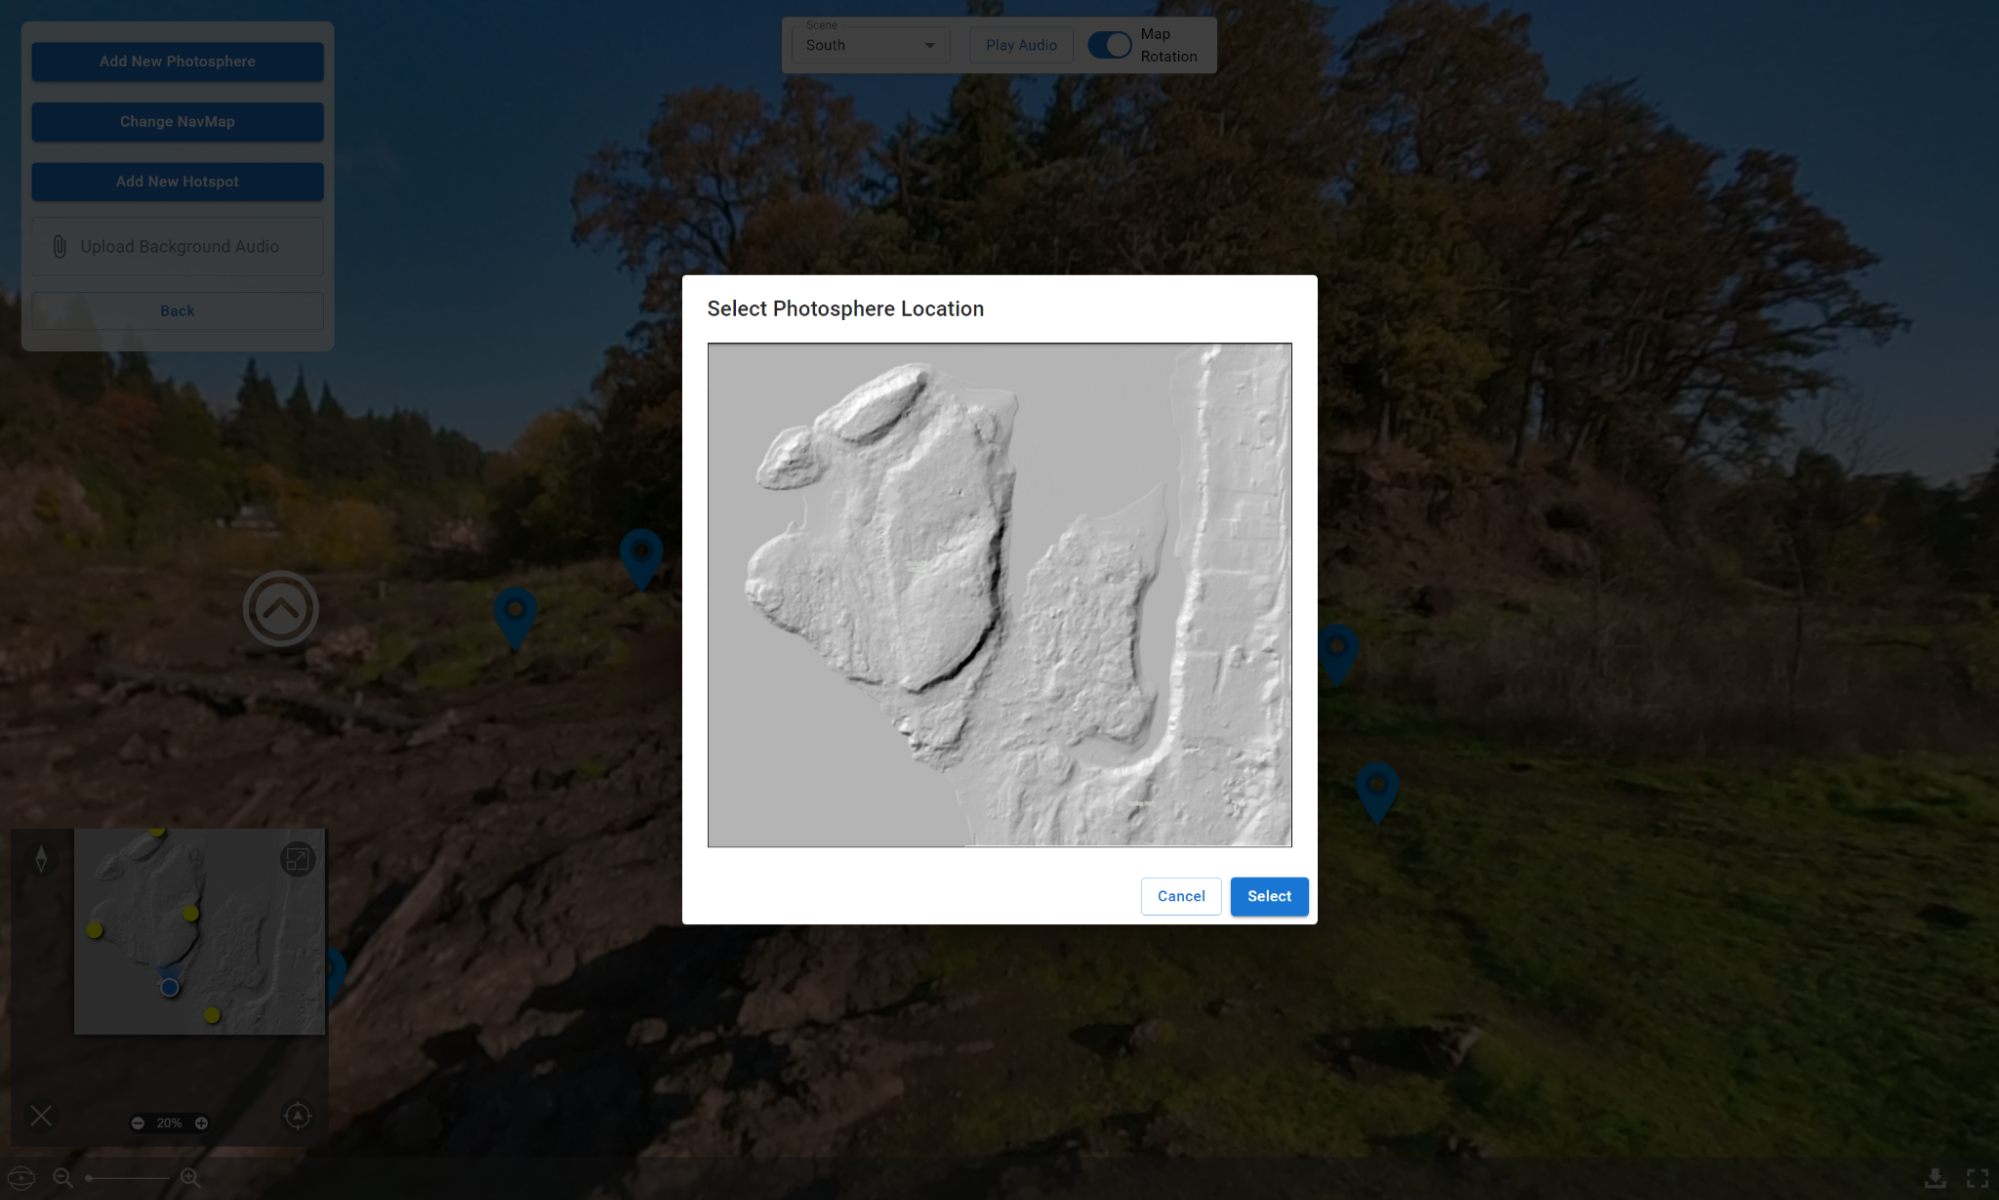 Add New Photosphere
Change NavMap
Add New Hotspot
Upload Background Audio
Back
Scene
South
Play Audio
Map
Rotation
Select Photosphere Location
Cancel
Select
20%